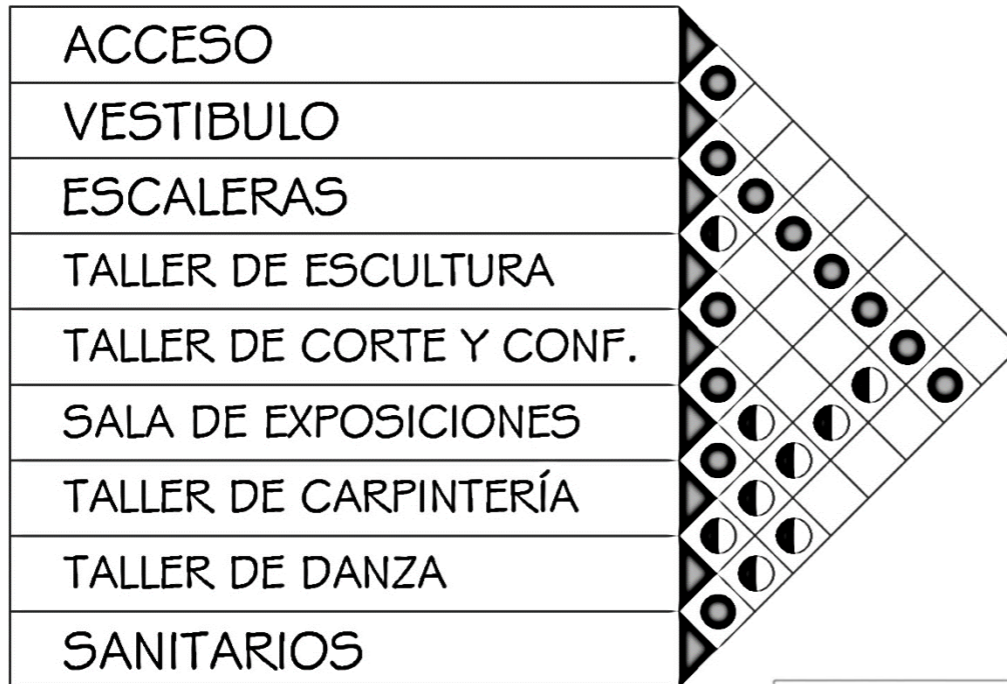 ACCESO
VESTIBULO
ESCALERAS
TALLER DE ESCULTURA
TALLER DE CORTE Y CONF.
SALA DE EXPOSICIONES
TALLER DE CARPINTERÍA
TALLER DE DANZA
SANITARIOS